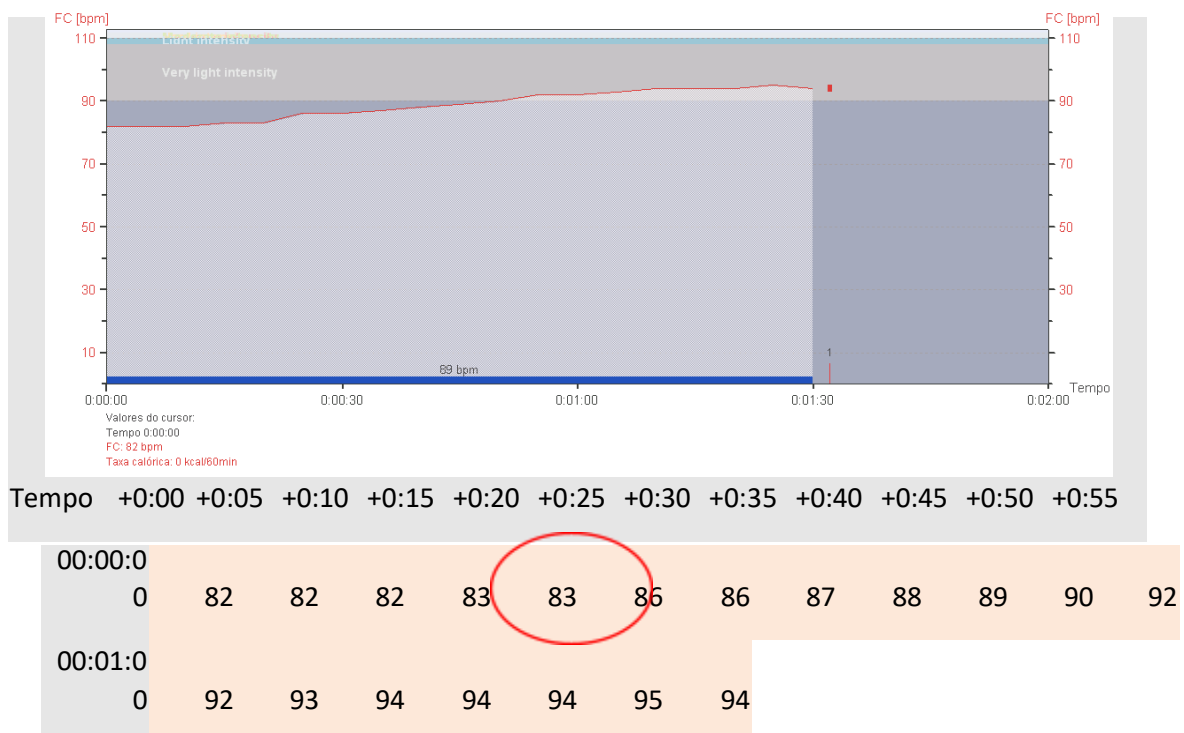 FC [bpm] FC [bpm]
110 Light intensity 110
Very light intensity
90 90
70 70
50 50
30 30
10 1 10
89 bpm
Tempo
0:00:00 0:00:30 0:01:00 0:01:30 0:02:00
Valores do cursor:
Tempo 0:00:00
FC: 82 bpm
Taxa calórica: 0 kcal/60min
Tempo +0:00 +0:05 +0:10 +0:15 +0:20 +0:25 +0:30 +0:35 +0:40 +0:45 +0:50 +0:55
00:00:0
0 82 82 82 83 83 86 86 87 88 89 90 92
00:01:0
0 92 93 94 94 94 95 94